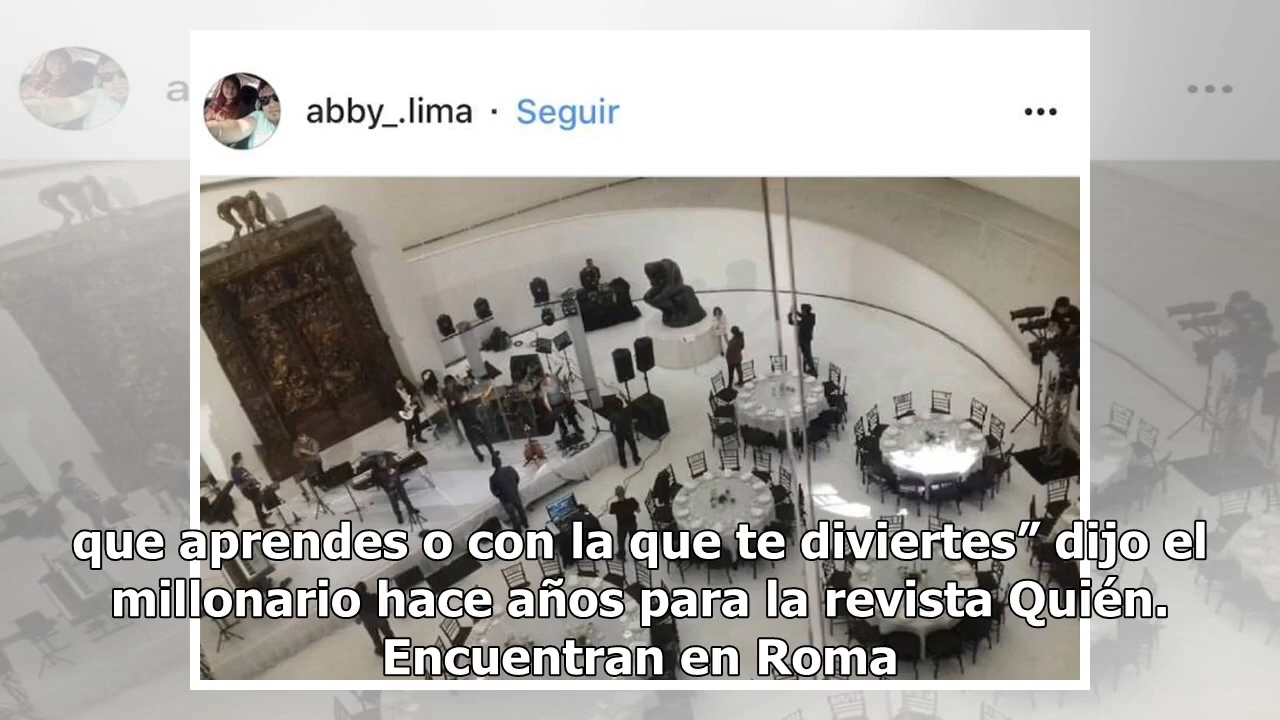 abby_.lima · Seguir
que aprendes o con la que te diviertes” dijo el
millonario hace años para la revista Quién.
Encuentran en Roma